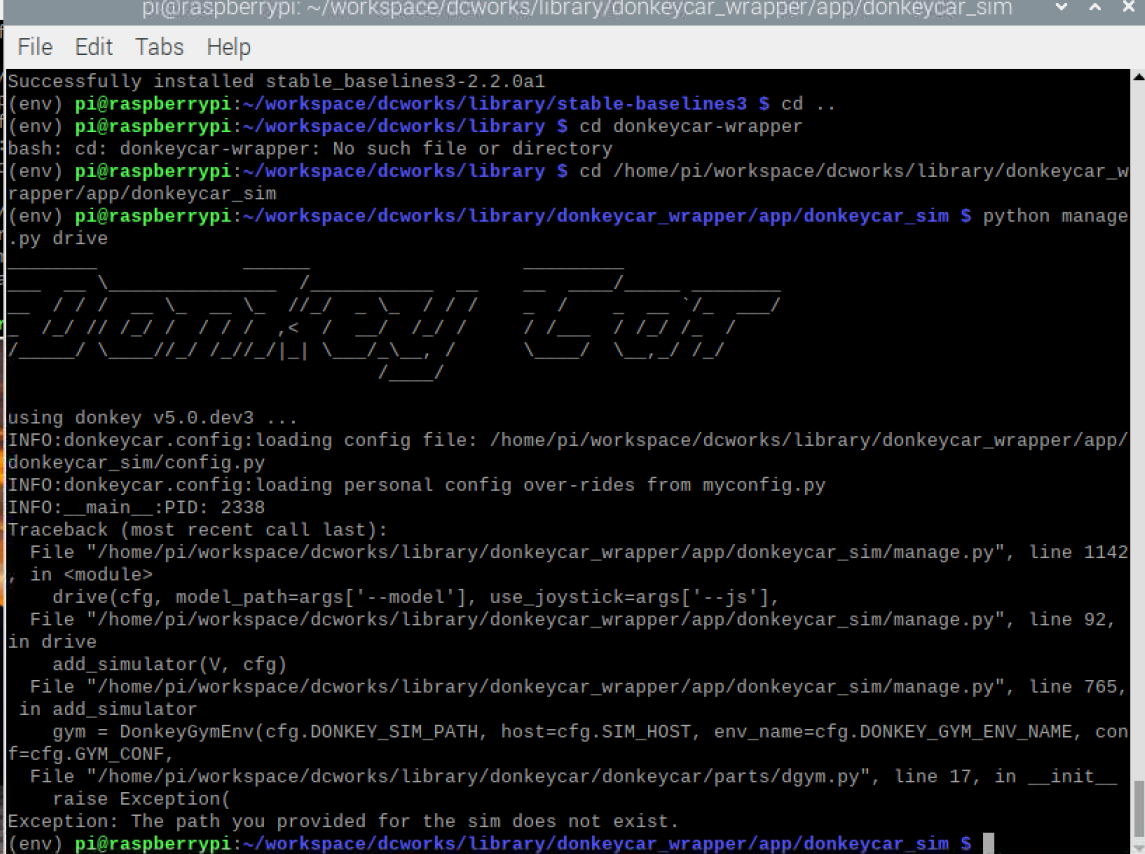 pi@raspberrypi: ~/workspace/dcworks/library/donkeycar_wrapper/app/donkeycar_sim
File Edit Tabs Help
Successfully installed stable_baselines3-2.2.0a1
(env) pi@raspberrypi:~/workspace/dcworks/library/stable-baselines3 $ cd ..
(env) pi@raspberrypi:~/workspace/dcworks/library $ cd donkeycar-wrapper
bash: cd: donkeycar-wrapper: No such file or directory
(env) pi@raspberrypi:~/workspace/dcworks/library $ cd /home/pi/workspace/dcworks/library/donkeycar_w
rapper/app/donkeycar_sim
(env) pi@raspberrypi:~/workspace/dcworks/library/donkeycar_wrapper/app/donkeycar_sim $ python manage
.py drive
Donkey Car
using donkey v5.0.dev3 ...
INFO:donkeycar.config:loading config file: /home/pi/workspace/dcworks/library/donkeycar_wrapper/app/
donkeycar_sim/config.py
INFO:donkeycar.config:loading personal config over-rides from myconfig.py
INFO:__main__:PID: 2338
Traceback (most recent call last):
  File "/home/pi/workspace/dcworks/library/donkeycar_wrapper/app/donkeycar_sim/manage.py", line 1142
, in <module>
    drive(cfg, model_path=args['--model'], use_joystick=args['--js'],
  File "/home/pi/workspace/dcworks/library/donkeycar_wrapper/app/donkeycar_sim/manage.py", line 92,
in drive
    add_simulator(V, cfg)
  File "/home/pi/workspace/dcworks/library/donkeycar_wrapper/app/donkeycar_sim/manage.py", line 765,
 in add_simulator
    gym = DonkeyGymEnv(cfg.DONKEY_SIM_PATH, host=cfg.SIM_HOST, env_name=cfg.DONKEY_GYM_ENV_NAME, con
f=cfg.GYM_CONF,
  File "/home/pi/workspace/dcworks/library/donkeycar/donkeycar/parts/dgym.py", line 17, in __init__
    raise Exception(
Exception: The path you provided for the sim does not exist.
(env) pi@raspberrypi:~/workspace/dcworks/library/donkeycar_wrapper/app/donkeycar_sim $